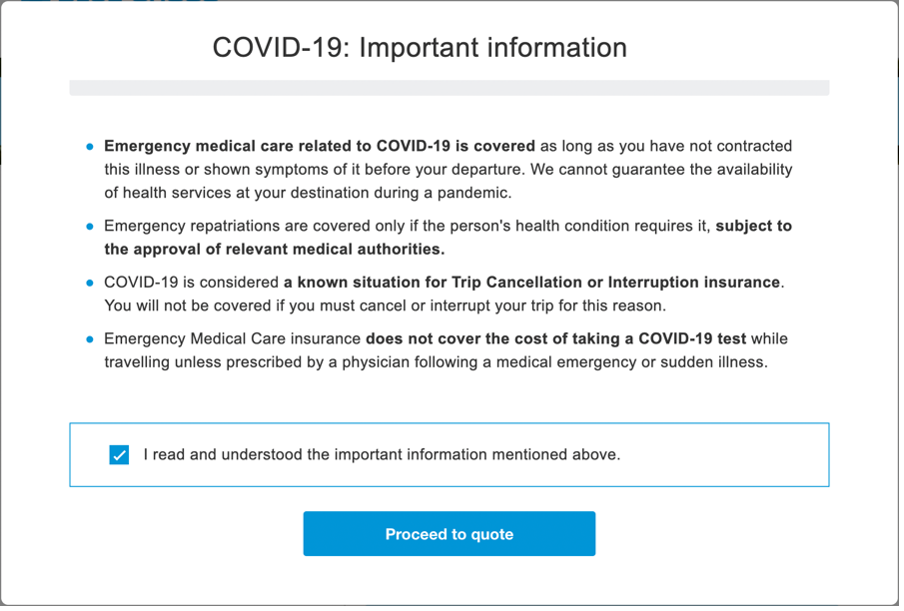 COVID-19: Important information
Emergency medical care related to COVID-19 is covered as long as you have not contracted
this illness or shown symptoms of it before your departure. We cannot guarantee the availability
of health services at your destination during a pandemic.
Emergency repatriations are covered only if the person's health condition requires it, subject to
the approval of relevant medical authorities.
COVID-19 is considered a known situation for Trip Cancellation or Interruption insurance.
You will not be covered if you must cancel or interrupt your trip for this reason.
Emergency Medical Care insurance does not cover the cost of taking a COVID-19 test while
travelling unless prescribed by a physician following a medical emergency or sudden illness.
I read and understood the important information mentioned above.
Proceed to quote